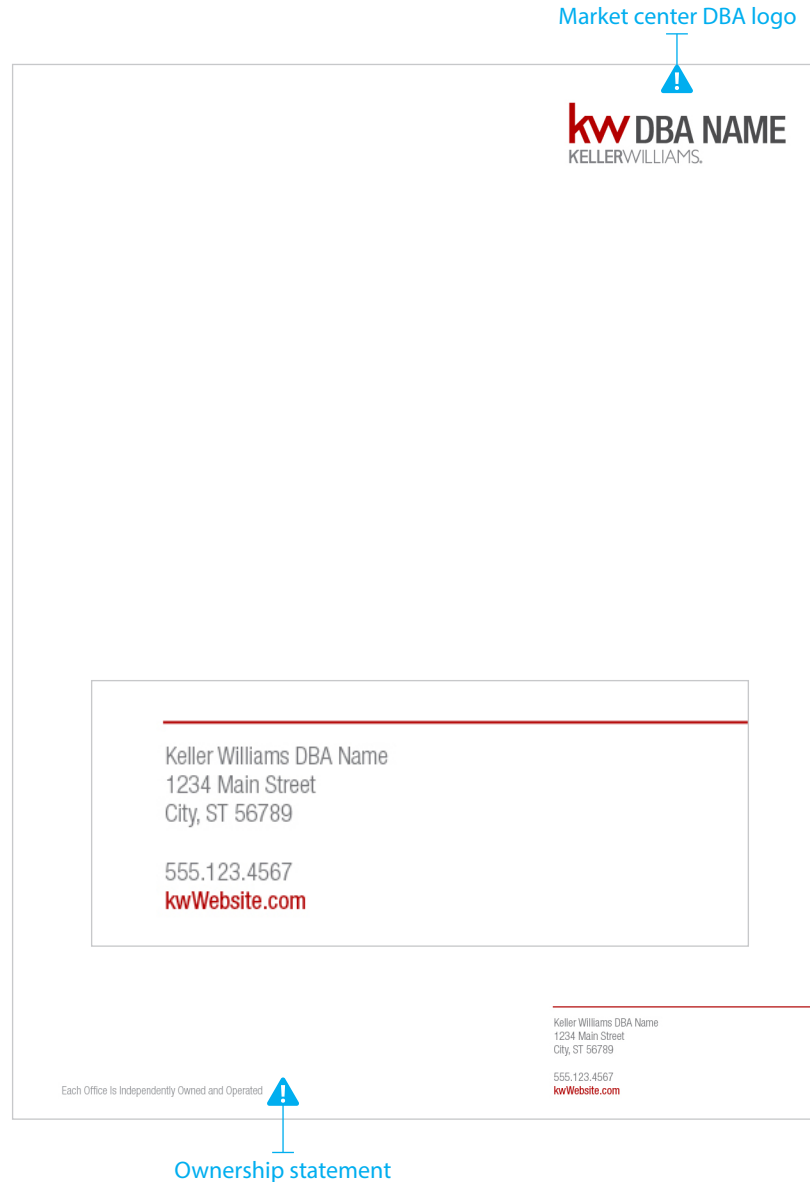 Market center DBA logo
kw DBA NAME
KELLERWILLIAMS.
Keller Williams DBA Name
1234 Main Street
City, ST 56789
555.123.4567
kwWebsite.com
Keller Williams DBA Name
1234 Main Street
City, ST 56789
555.123.4567
kwWebsite.com
Each Office Is Independently Owned and Operated
Ownership statement